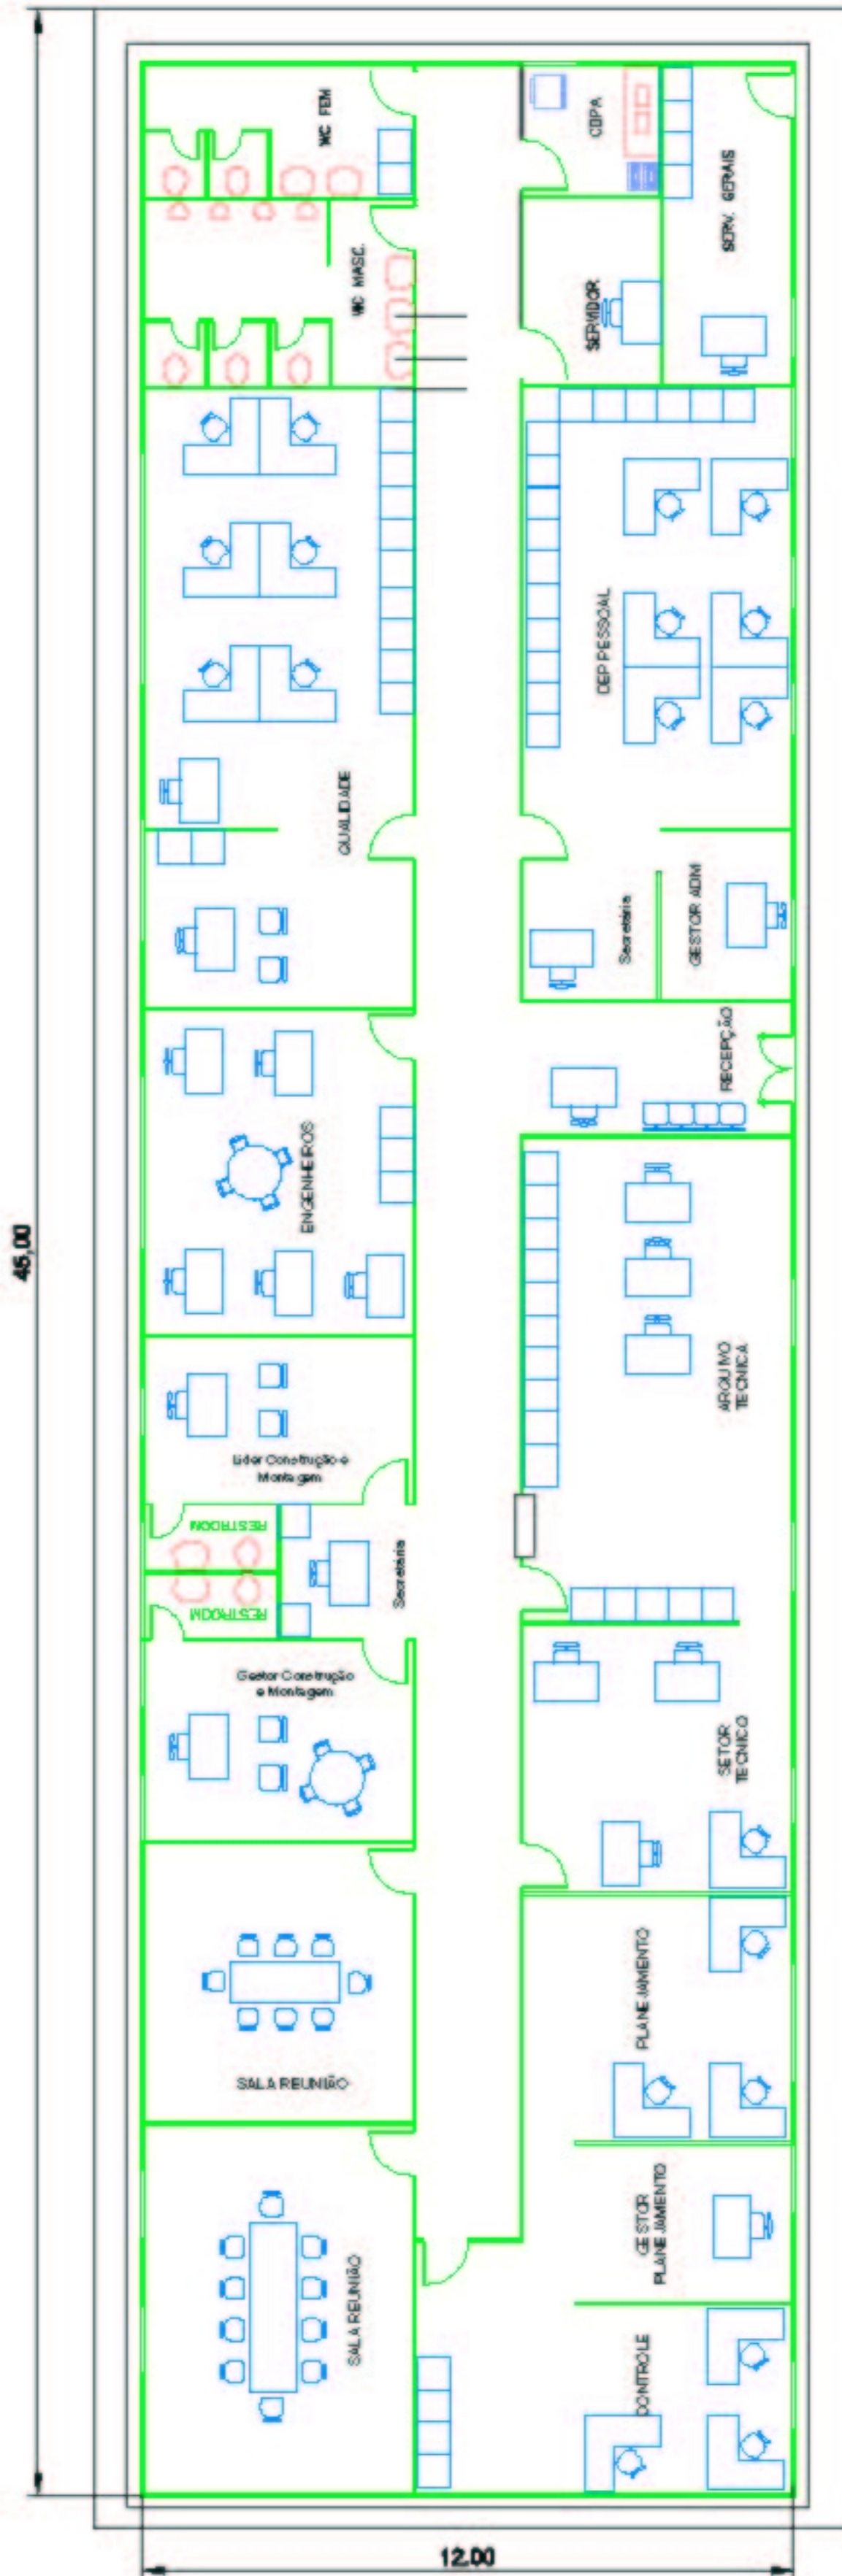 WC FEM
COPA
SERV. GERAIS
WC MASC.
SERVIDOR
DEP PESSOAL
QUALIDADE
Secretária
GESTOR ADM
RECEPÇÃO
ENGENHEIROS
45,00
ARQUIVO
TECNICA
Lider Construção e
Montagem
RESTROOM
Secretária
RESTROOM
Gestor Construção
e Montagem
SETOR
TECNICO
PLANEJAMENTO
SALA REUNIÃO
GESTOR
PLANEJAMENTO
SALA REUNIÃO
CONTROLE
12.00